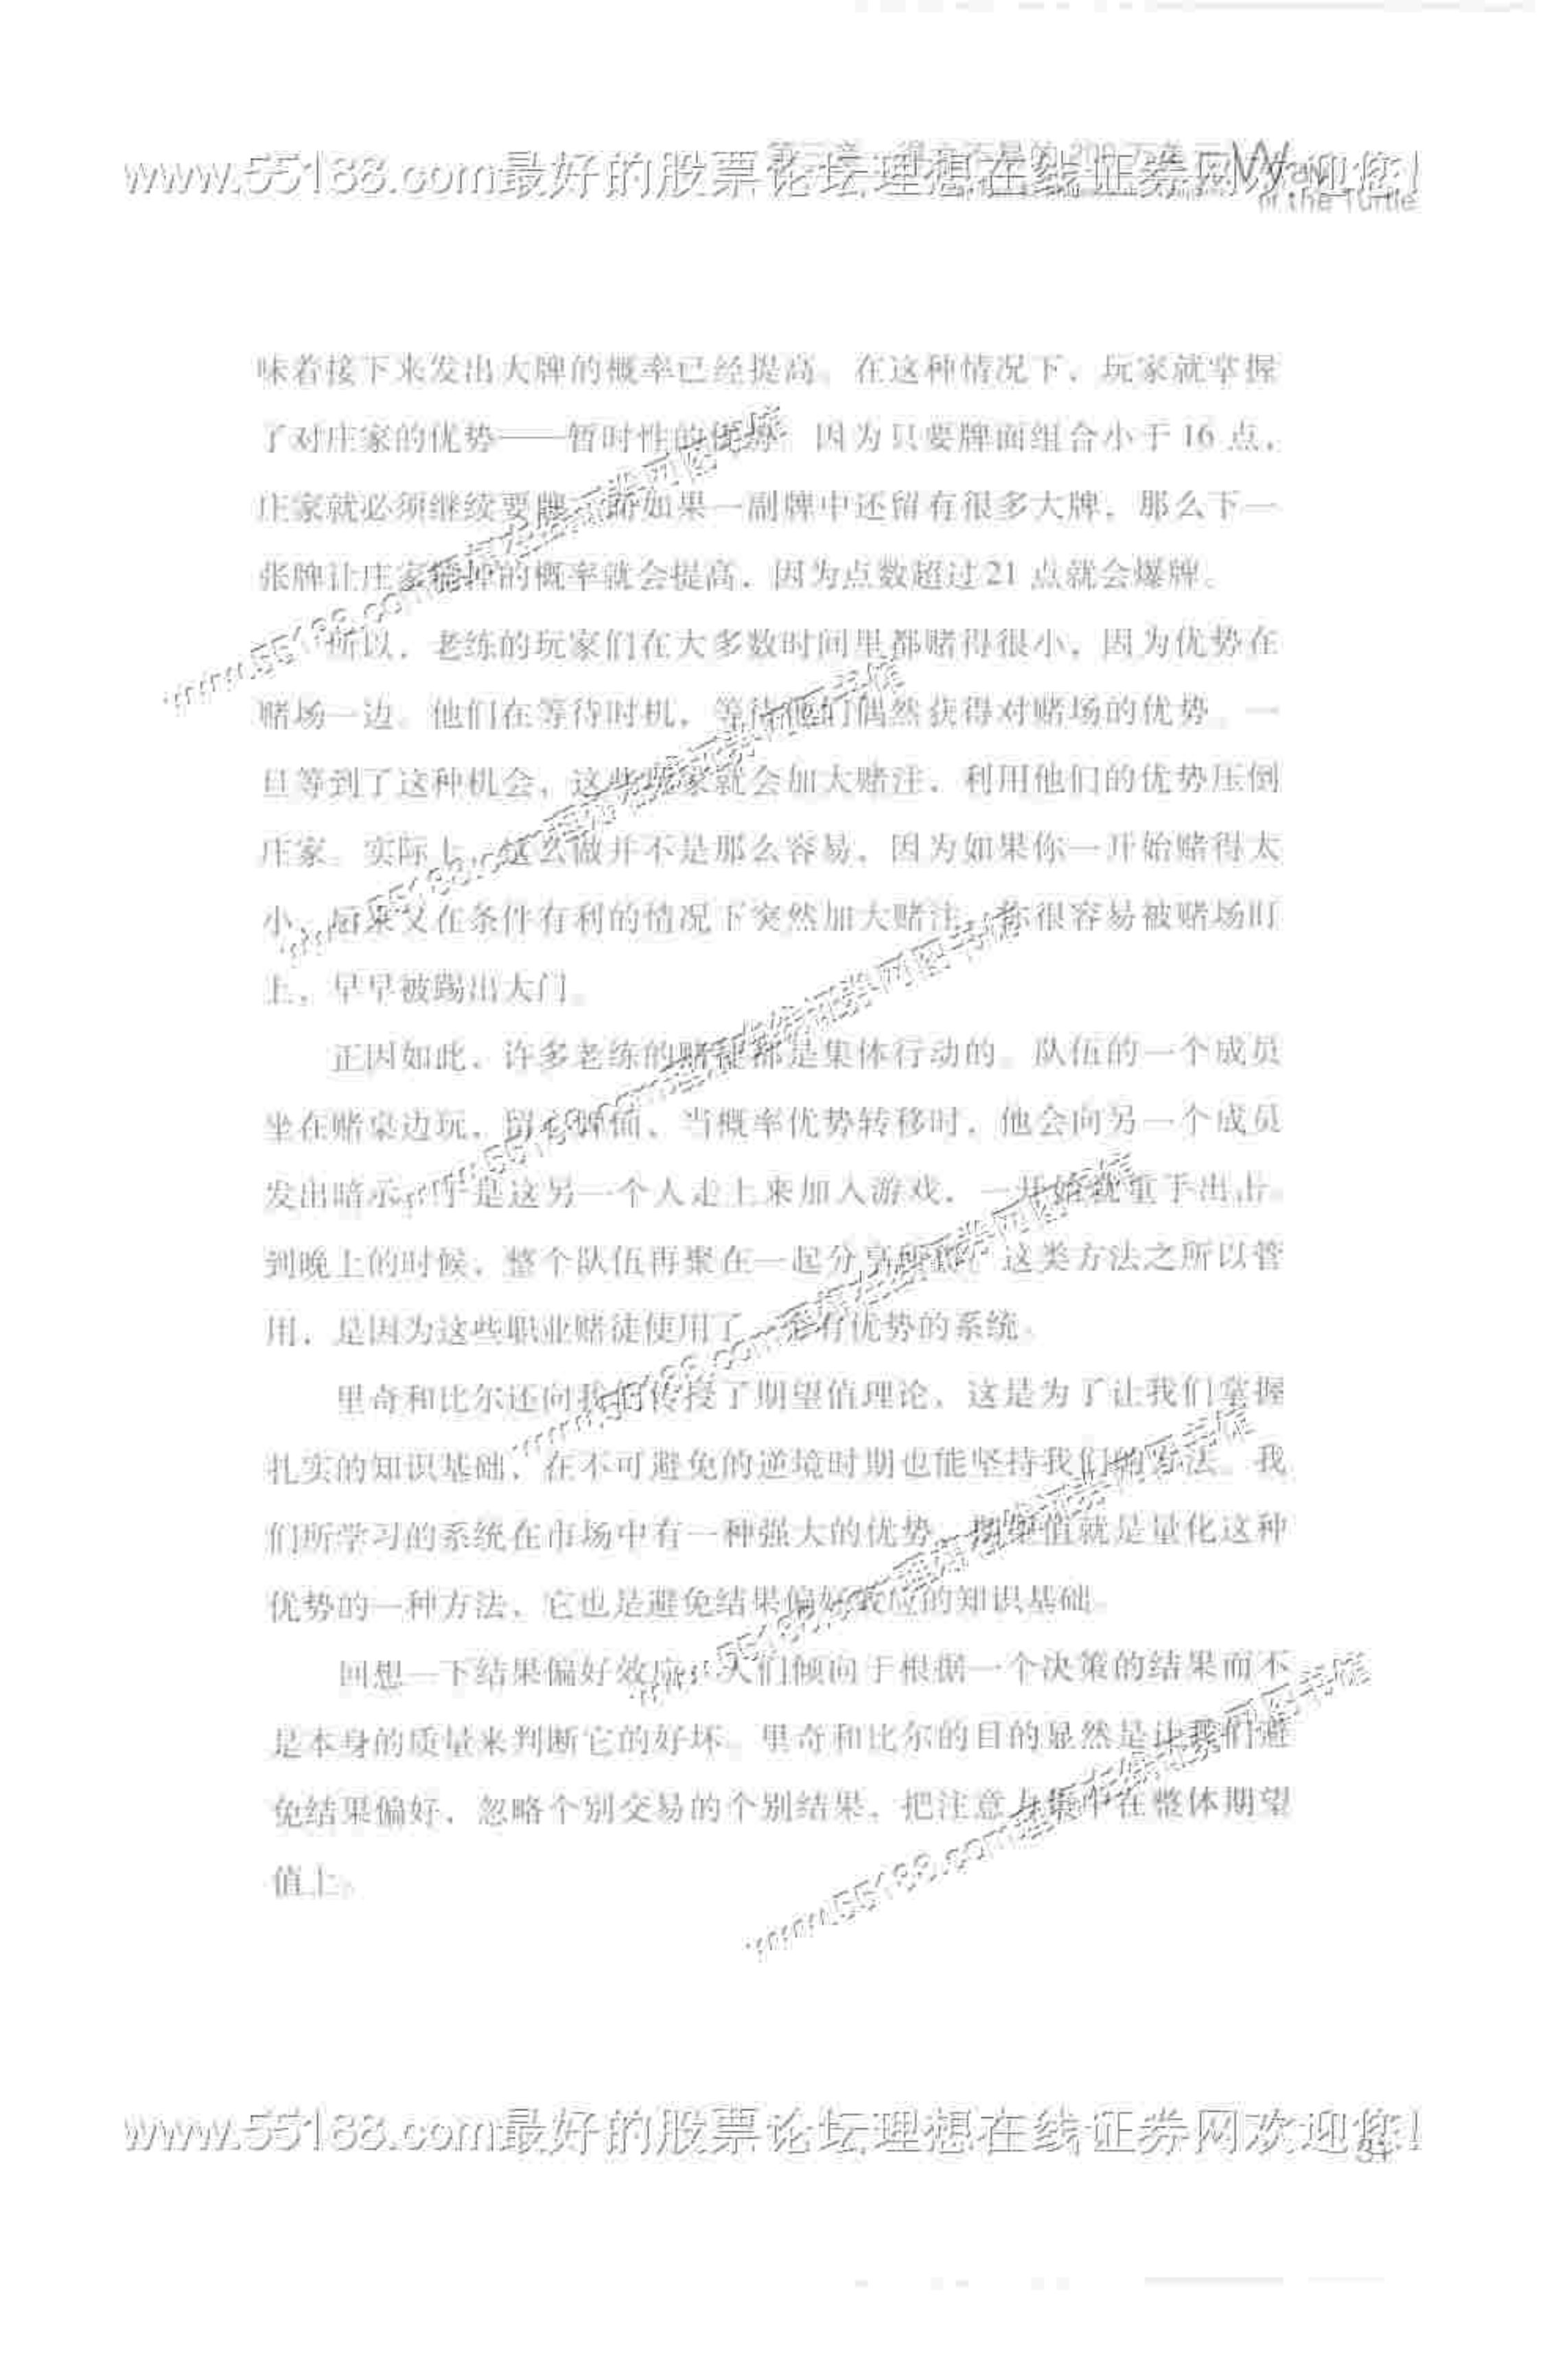 www.55188.com最好的股票论坛理想在线证券网欢迎您!
of the Turtle
味着接下来发出大牌的概率已经提高。在这种情况下，玩家就掌握
了对庄家的优势——暂时性的优势。因为只要牌面组合小于16点，
庄家就必须继续要牌，而如果一副牌中还留有很多大牌，那么下一
张牌让庄家爆掉的概率就会提高，因为点数超过21点就会爆牌。
所以，老练的玩家们在大多数时间里都赌得很小，因为优势在
赌场一边。他们在等待时机，等待他们偶然获得对赌场的优势。一
旦等到了这种机会，这些玩家就会加大赌注，利用他们的优势压倒
庄家。实际上，这么做并不是那么容易，因为如果你一开始赌得太
小，后来又在条件有利的情况下突然加大赌注，你很容易被赌场盯
上，早早被踢出大门。
正因如此，许多老练的赌徒都是集体行动的。队伍的一个成员
坐在赌桌边玩，留心牌面，当概率优势转移时，他会向另一个成员
发出暗示，于是这另一个人走上来加入游戏，一开始就重手出击。
到晚上的时候，整个队伍再聚在一起分享所获。这类方法之所以管
用，是因为这些职业赌徒使用了一套有优势的系统。
里奇和比尔还向我们传授了期望值理论，这是为了让我们掌握
扎实的知识基础，在不可避免的逆境时期也能坚持我们的方法。我
们所学习的系统在市场中有一种强大的优势，期望值就是量化这种
优势的一种方法，它也是避免结果偏好效应的知识基础。
回想一下结果偏好效应：人们倾向于根据一个决策的结果而不
是本身的质量来判断它的好坏。里奇和比尔的目的显然是让我们避
免结果偏好，忽略个别交易的个别结果，把注意力集中在整体期望
值上。
www.55188.com最好的股票论坛理想在线证券网欢迎您!